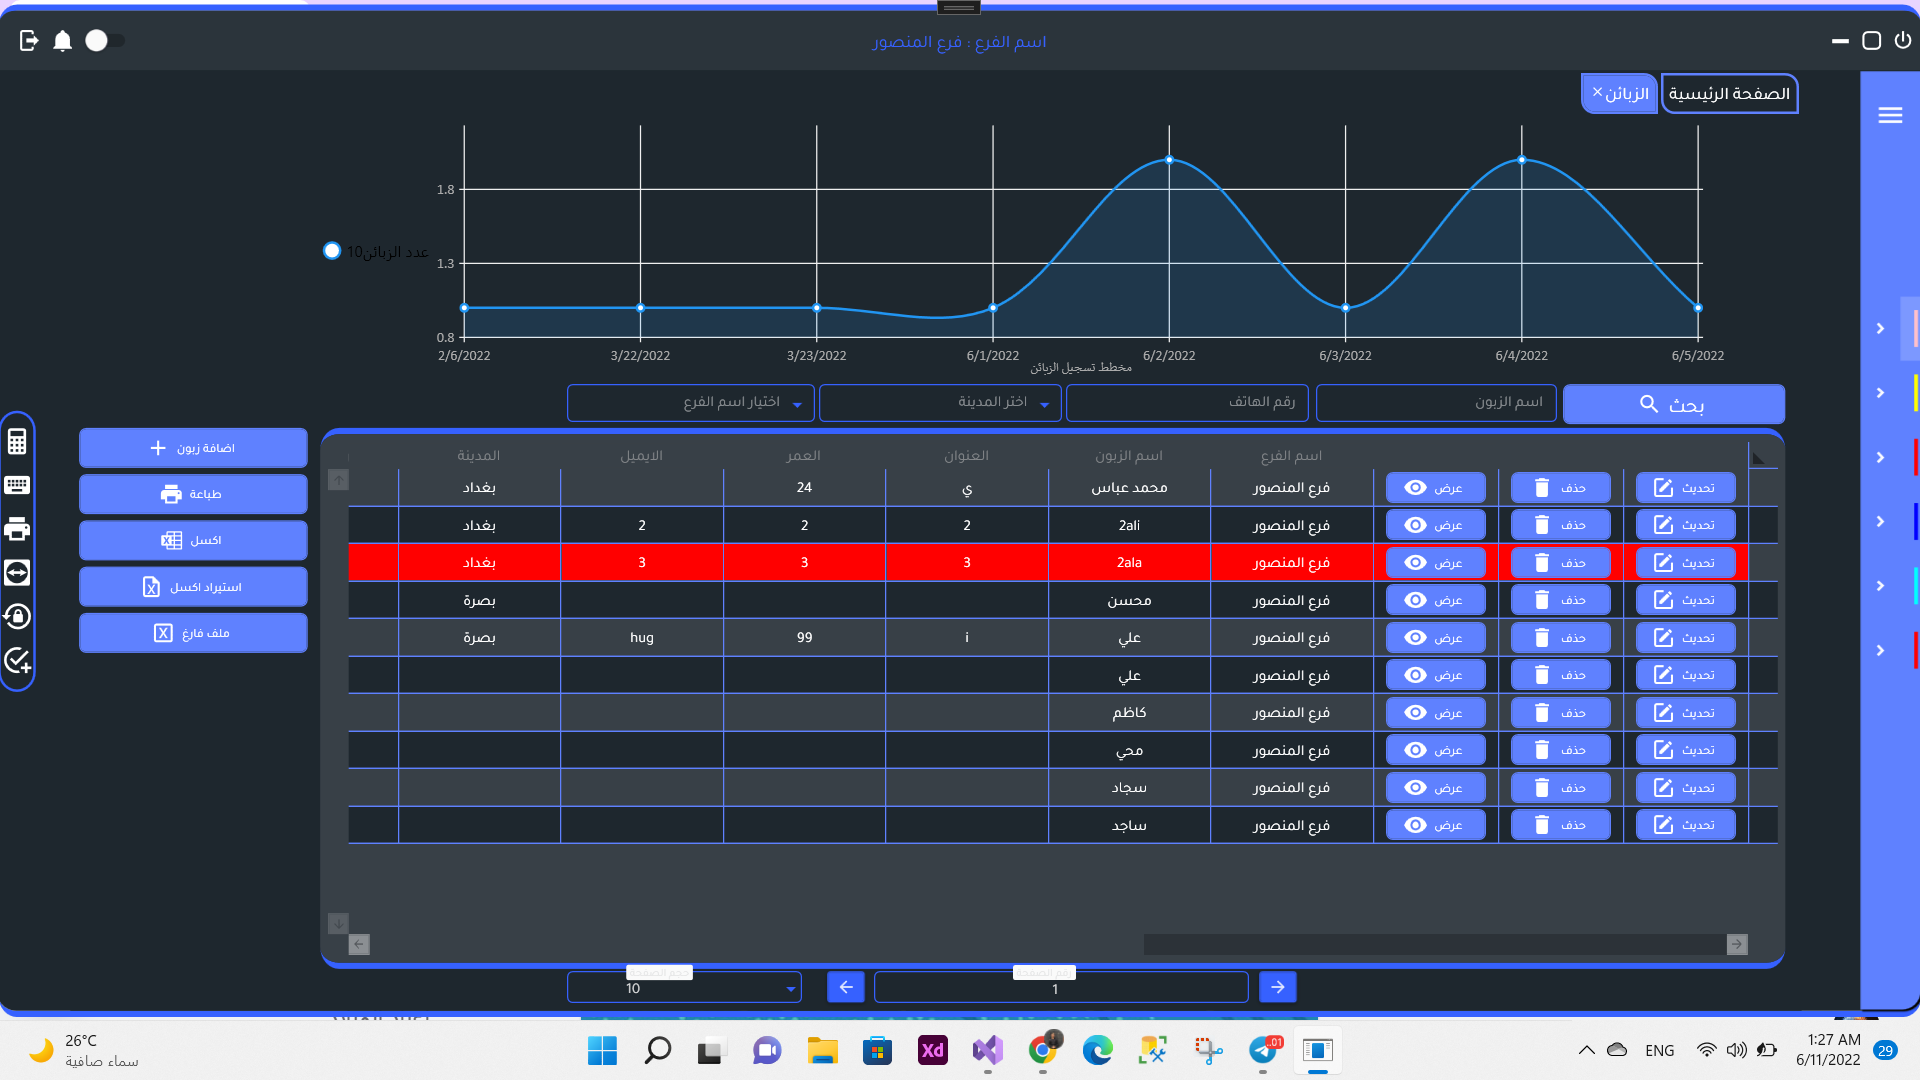 اسم الفرع : فرع المنصور
الصفحة الرئيسية
الزبائن ×
1.8
1.3
0.8
عدد الزبائن10
2/6/2022 3/22/2022 3/23/2022 6/1/2022 6/2/2022 6/3/2022 6/4/2022 6/5/2022
مخطط تسجيل الزبائن
بحث
اسم الزبون
رقم الهاتف
اختر المدينة
اختيار اسم الفرع
اضافة زبون
طباعة
اكسل
استيراد اكسل
ملف فارغ
اسم الفرع اسم الزبون العنوان العمر الايميل المدينة
تحديث حذف عرض فرع المنصور محمد عباس ي 24 بغداد
تحديث حذف عرض فرع المنصور 2ali 2 2 2 بغداد
تحديث حذف عرض فرع المنصور 2ala 3 3 3 بغداد
تحديث حذف عرض فرع المنصور محسن بصرة
تحديث حذف عرض فرع المنصور علي i 99 hug بصرة
تحديث حذف عرض فرع المنصور علي
تحديث حذف عرض فرع المنصور كاظم
تحديث حذف عرض فرع المنصور محي
تحديث حذف عرض فرع المنصور سجاد
تحديث حذف عرض فرع المنصور ساجد
رقم الصفحة
1
حجم الصفحة
10
26°C
سماء صافية
Xd
..01
ENG
1:27 AM
6/11/2022
29